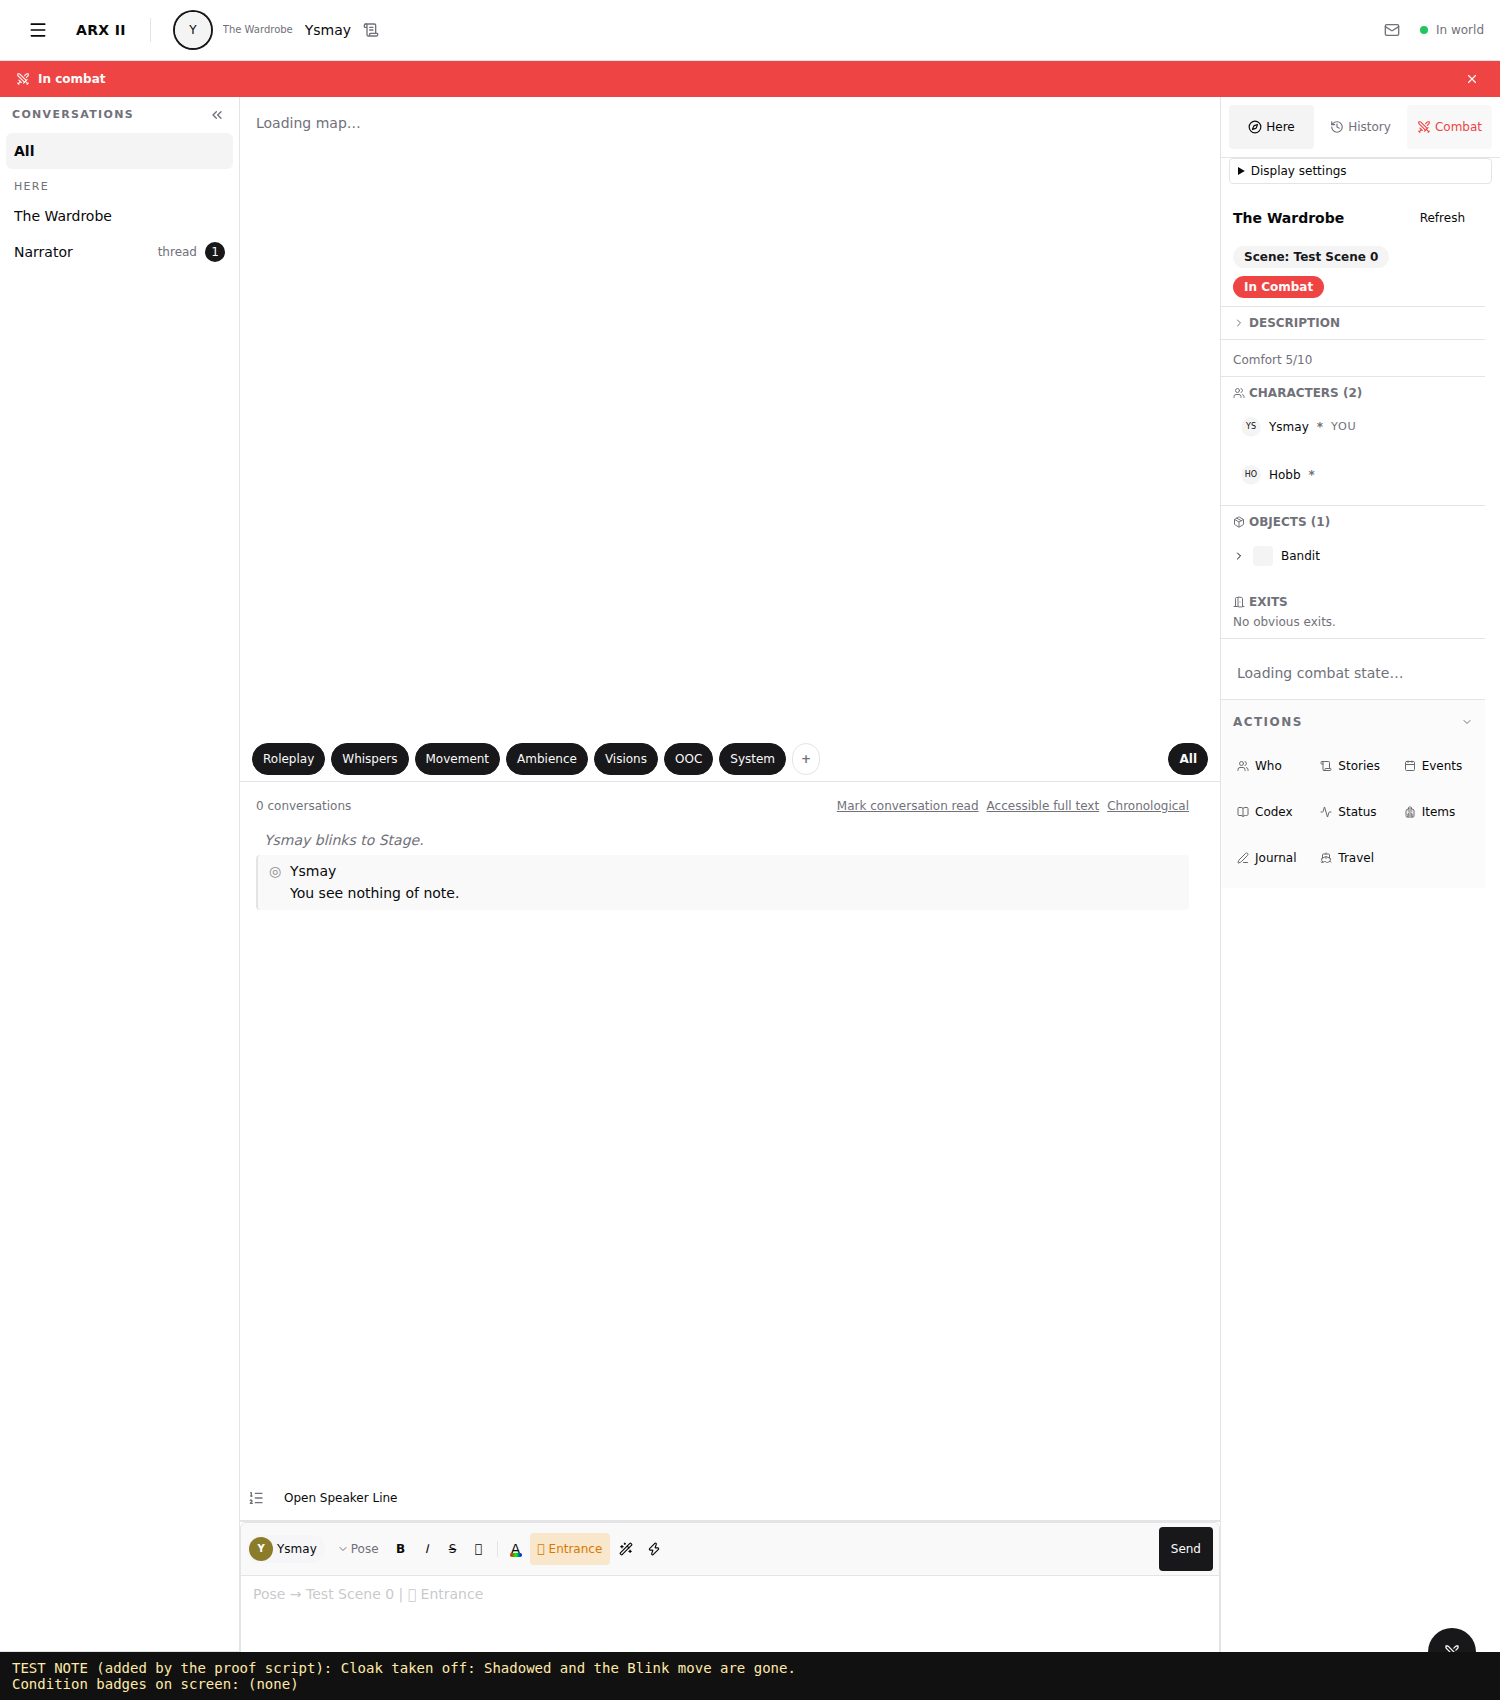 ARX II
Y
The Wardrobe
Ysmay
In world
In combat
CONVERSATIONS
All
HERE
The Wardrobe
Narrator thread 1
Loading map...
Roleplay Whispers Movement Ambience Visions OOC System + All
0 conversations Mark conversation read Accessible full text Chronological
Ysmay blinks to Stage.
Ysmay
You see nothing of note.
Open Speaker Line
Y Ysmay Pose B I S A Entrance Send
Pose → Test Scene 0 | Entrance
Here History Combat
Display settings
The Wardrobe Refresh
Scene: Test Scene 0
In Combat
DESCRIPTION
Comfort 5/10
CHARACTERS (2)
YS Ysmay * YOU
HO Hobb *
OBJECTS (1)
Bandit
EXITS
No obvious exits.
Loading combat state...
ACTIONS
Who Stories Events
Codex Status Items
Journal Travel
TEST NOTE (added by the proof script): Cloak taken off: Shadowed and the Blink move are gone.
Condition badges on screen: (none)